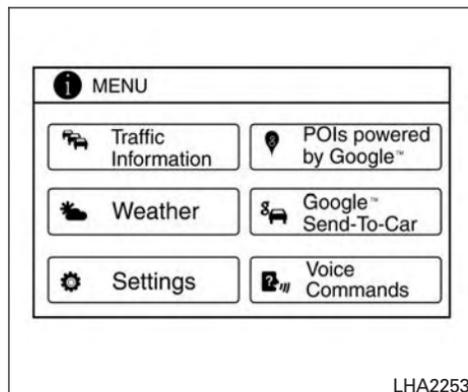 MENU
Traffic
Information
POIs powered
by Google™
Weather
Google™
Send-To-Car
Settings
Voice
Commands
LHA2253